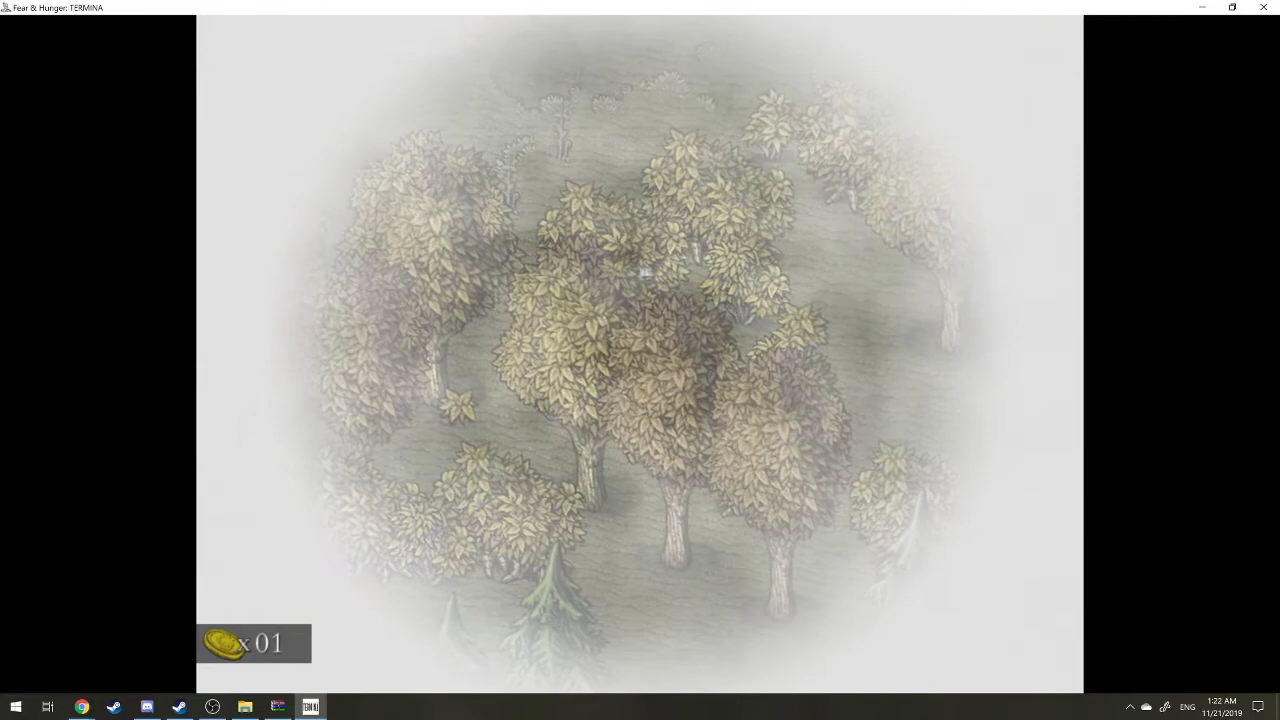 Fear & Hunger: TERMINA
x 01
ENG
1:22 AM
11/21/2019